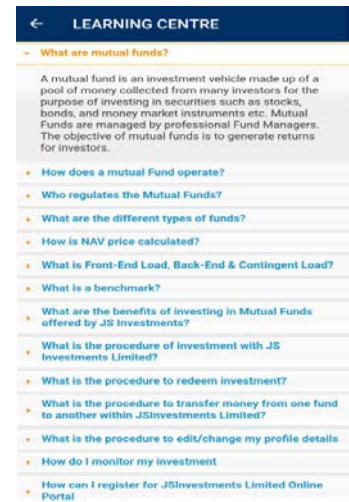 LEARNING CENTRE
What are mutual funds?
A mutual fund is an investment vehicle made up of a
pool of money collected from many investors for the
purpose of investing in securities such as stocks,
bonds, and money market instruments etc. Mutual
Funds are managed by professional Fund Managers.
The objective of mutual funds is to generate returns
for investors.
How does a mutual Fund operate?
Who regulates the Mutual Funds?
What are the different types of funds?
How is NAV price calculated?
What is Front-End Load, Back-End & Contingent Load?
What is a benchmark?
What are the benefits of investing in Mutual Funds
offered by JS Investments?
What is the procedure of investment with JS
Investments Limited?
What is the procedure to redeem investment?
What is the procedure to transfer money from one fund
to another within JSInvestments Limited?
What is the procedure to edit/change my profile details
How do I monitor my investment
How can I register for JSInvestments Limited Online
Portal